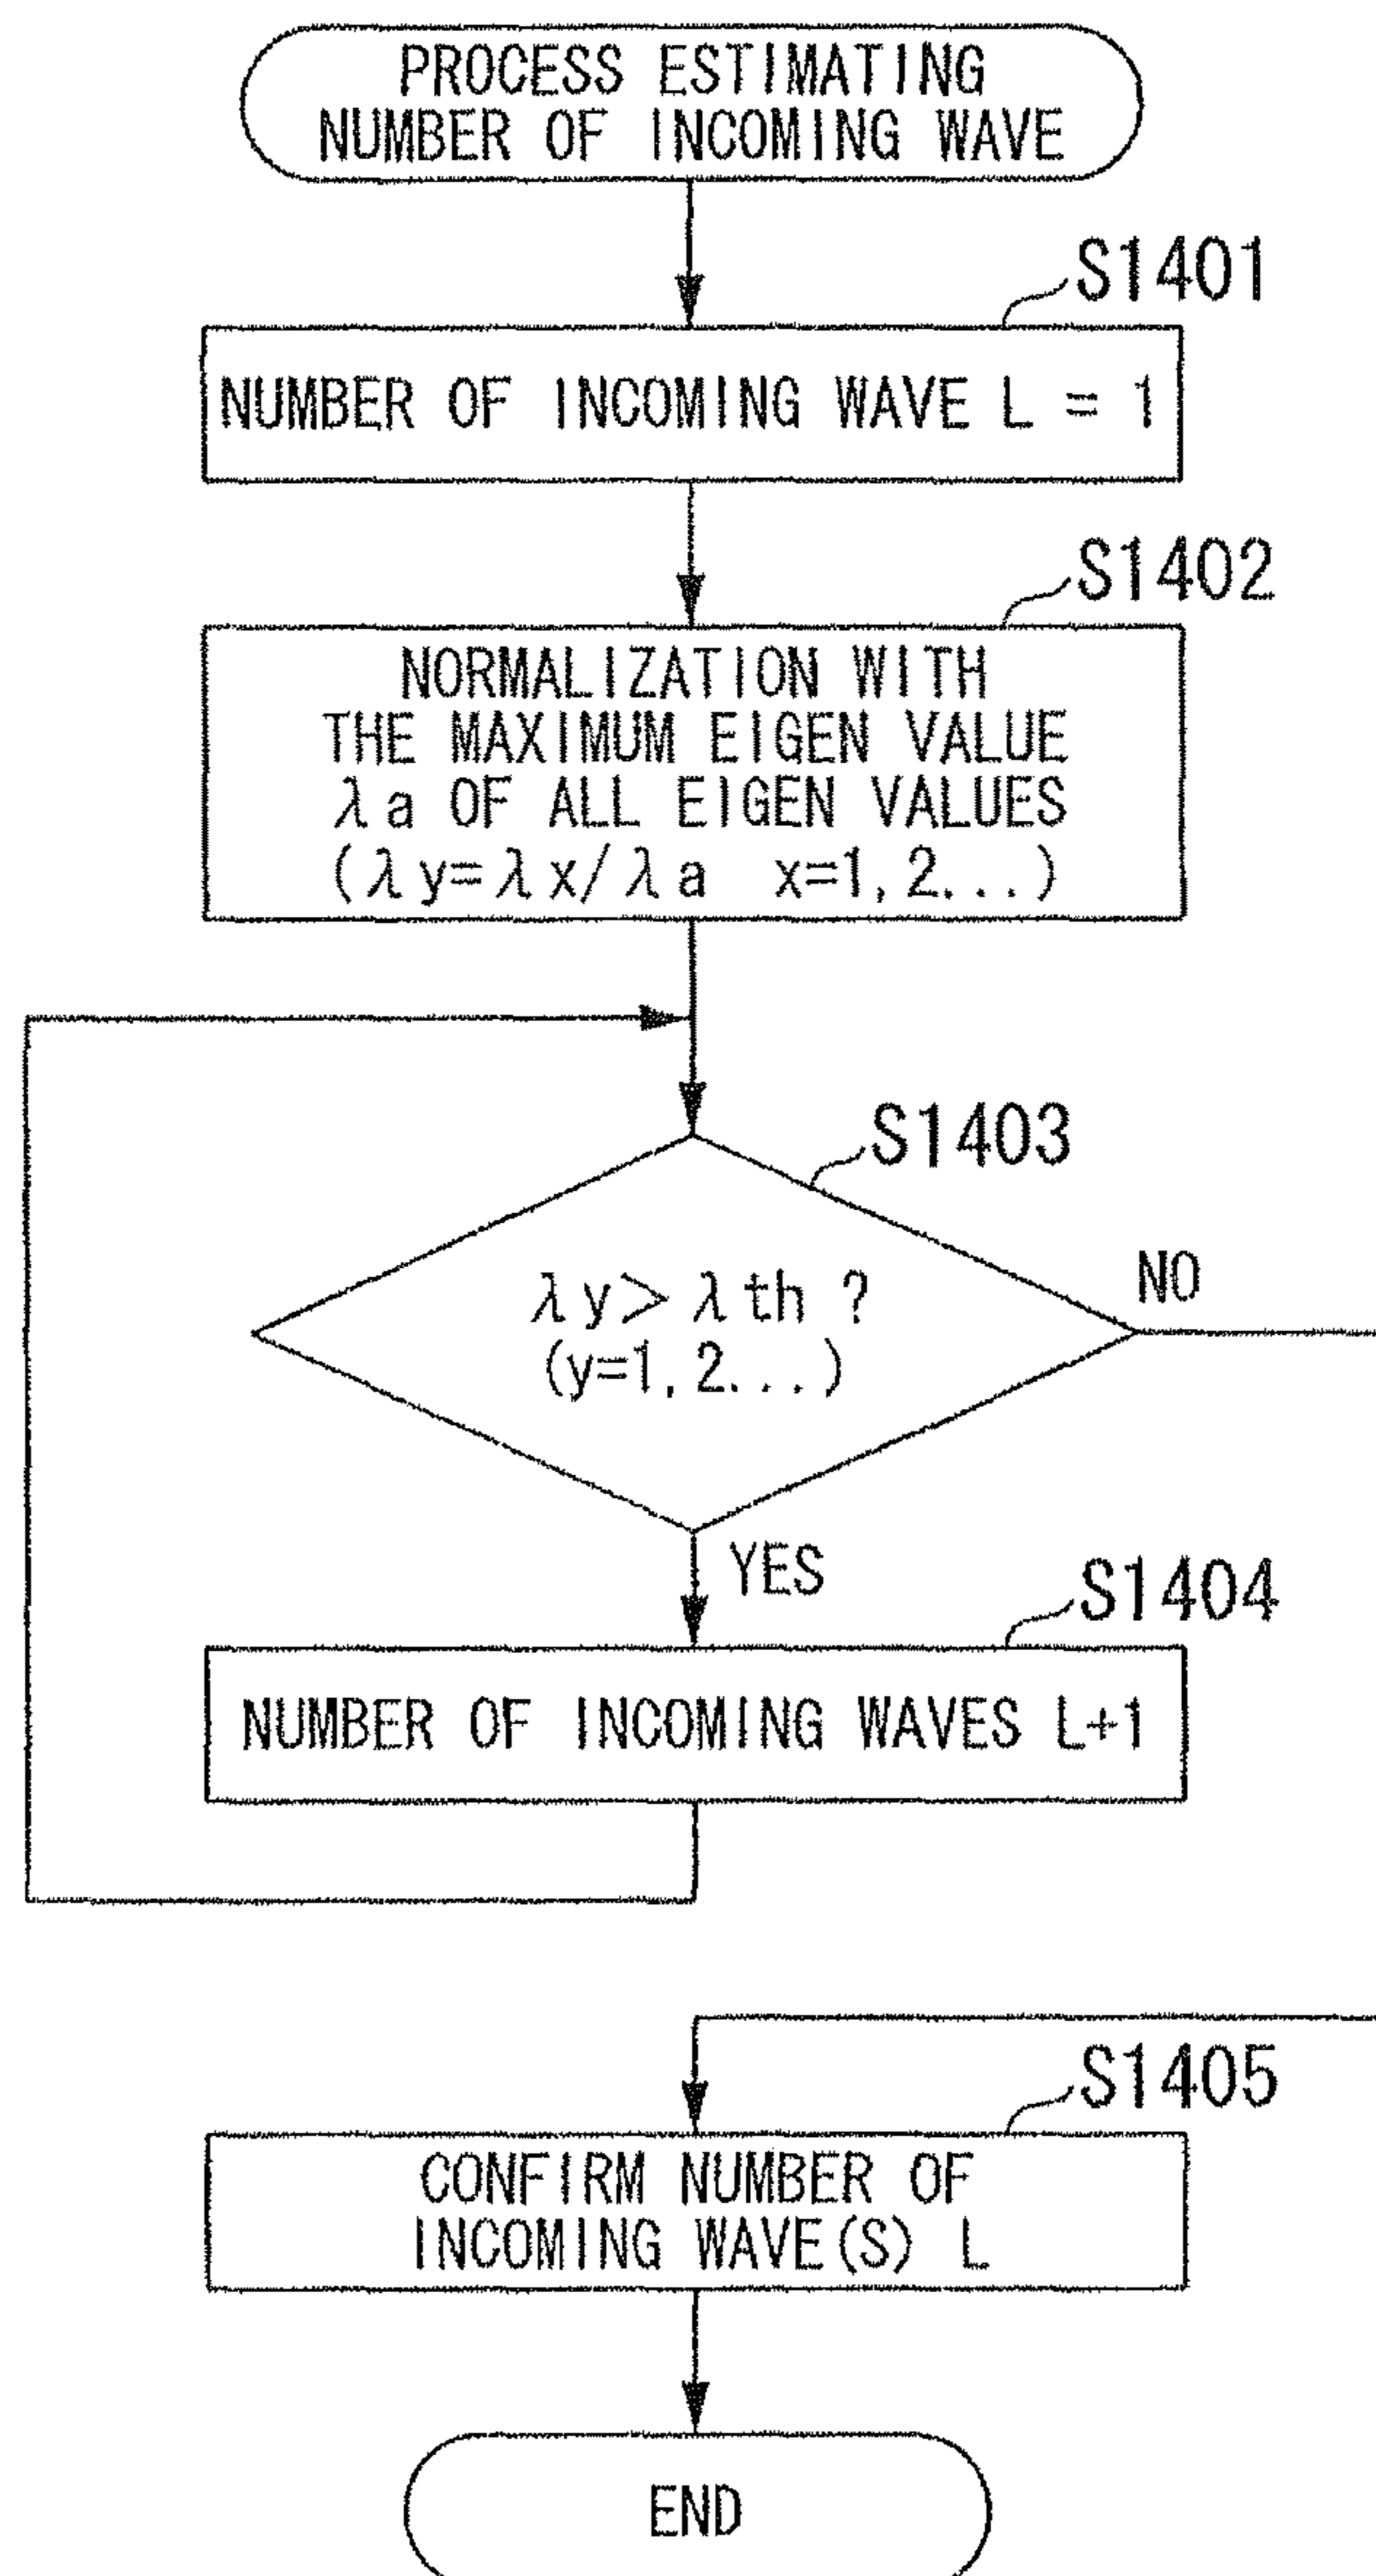 PROCESS ESTIMATING
NUMBER OF INCOMING WAVE
S1401
NUMBER OF INCOMING WAVE L = 1
S1402
NORMALIZATION WITH
THE MAXIMUM EIGEN VALUE
λa OF ALL EIGEN VALUES
(λy=λx/λa x=1,2...)
S1403
λy>λth ?
(y=1,2...)
NO
YES
S1404
NUMBER OF INCOMING WAVES L+1
S1405
CONFIRM NUMBER OF
INCOMING WAVE(S) L
END